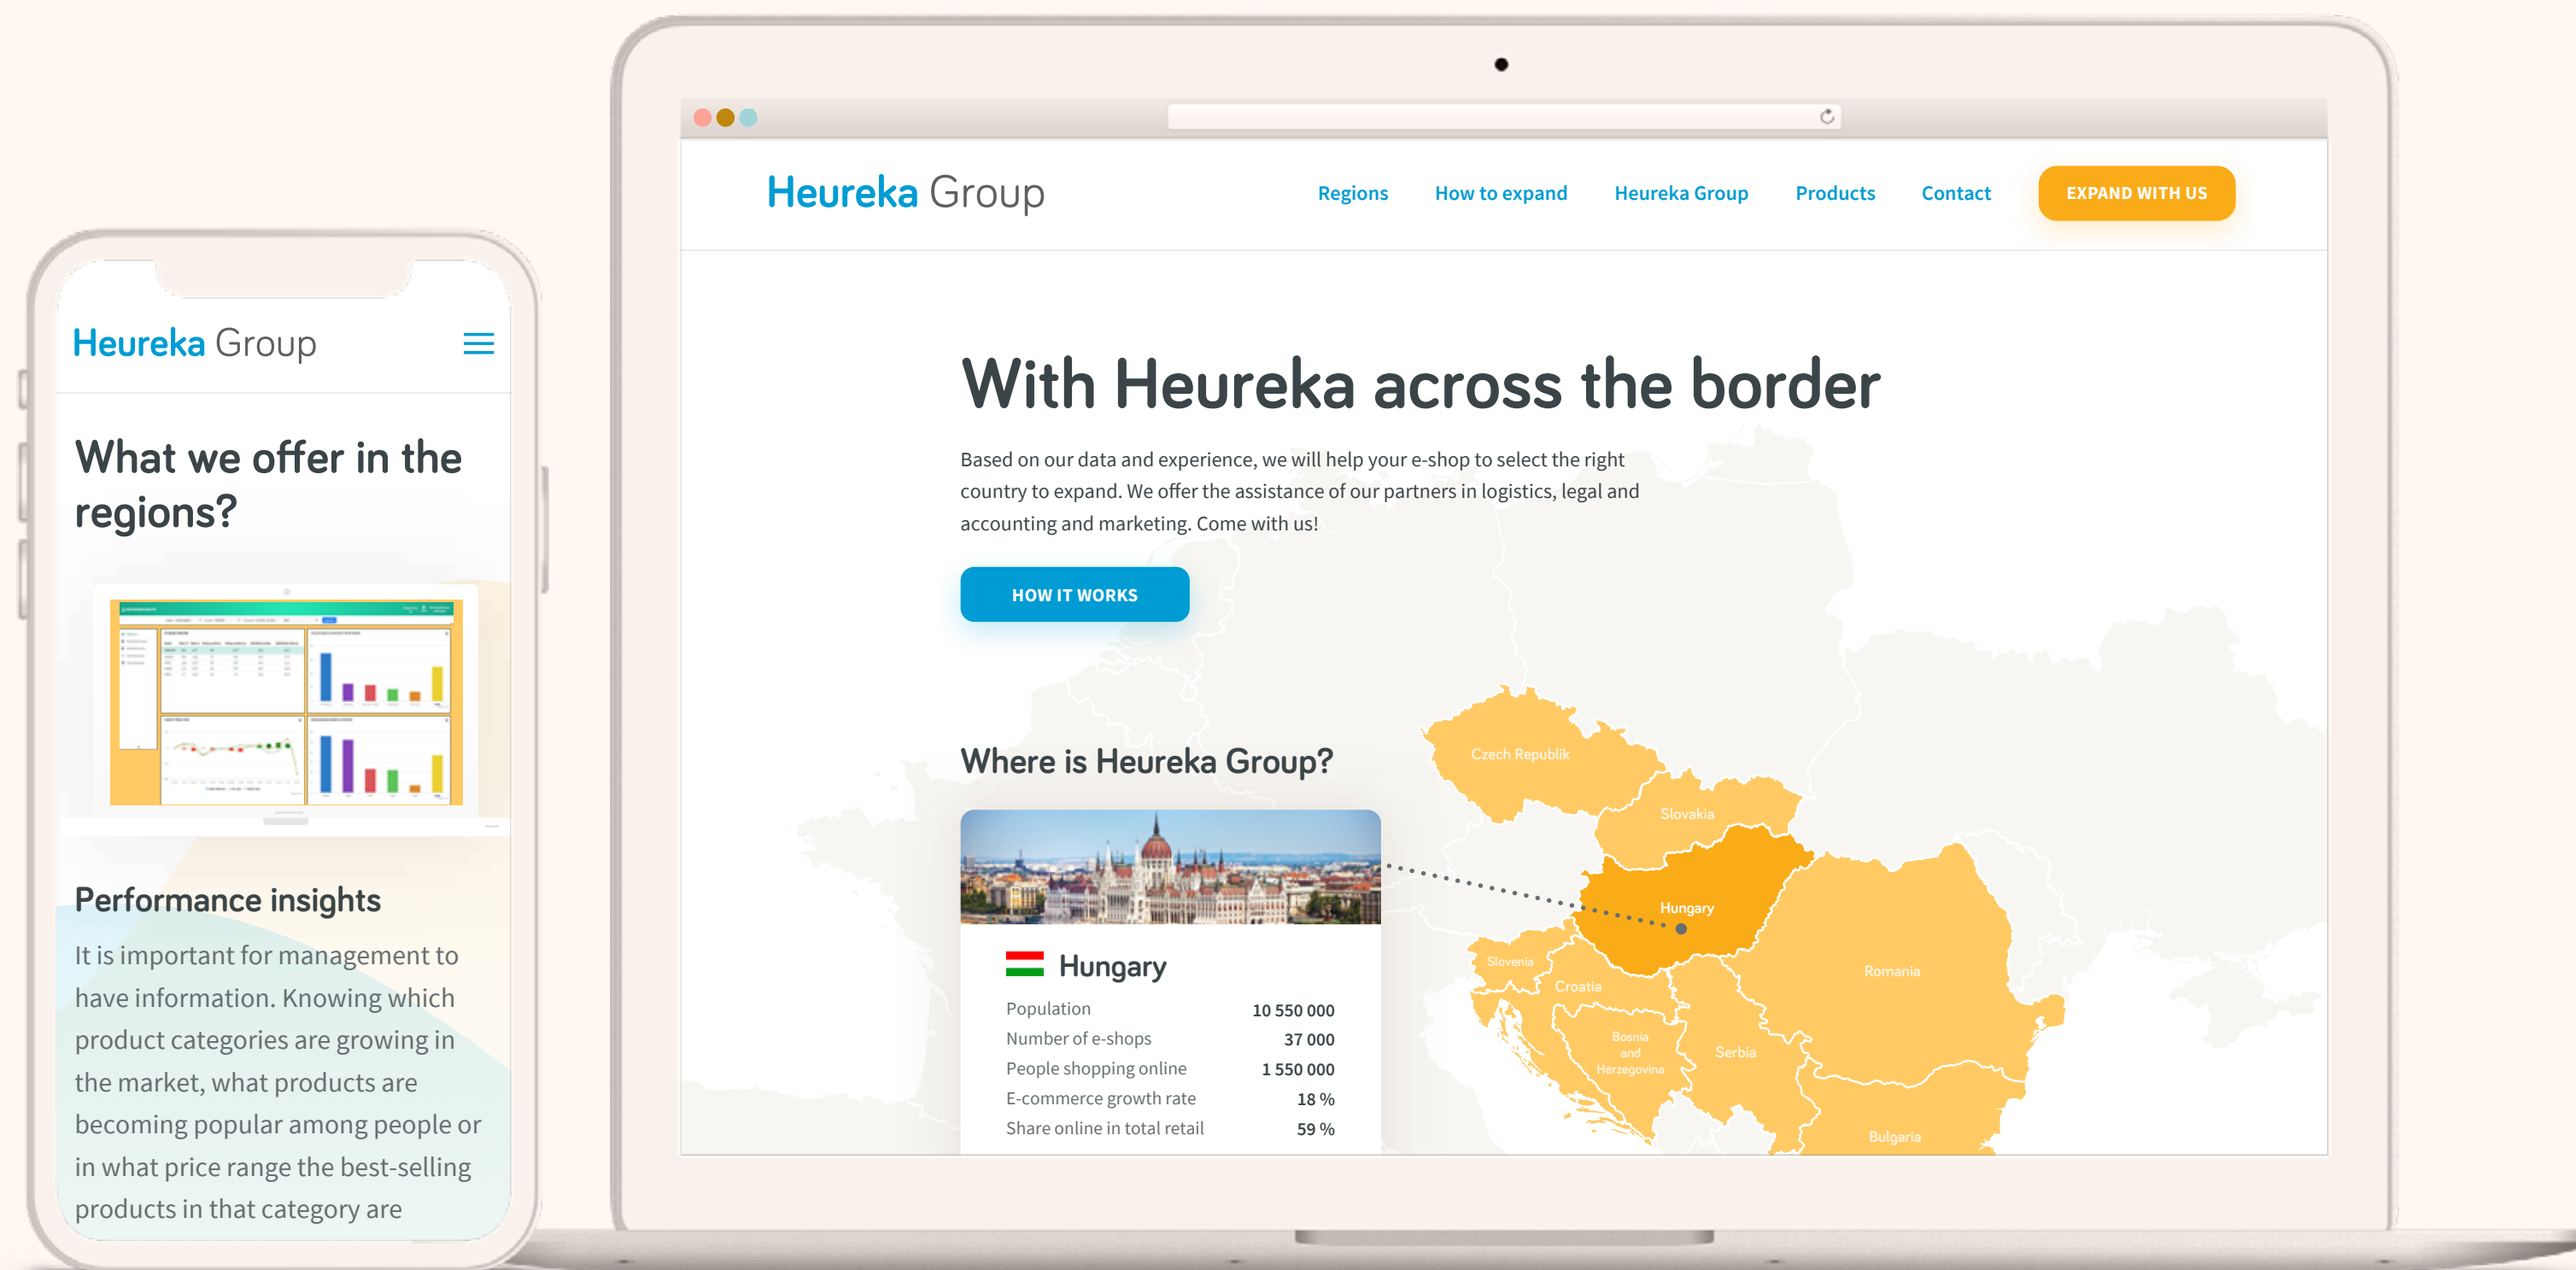 Heureka Group
What we offer in the
regions?
Performance insights
It is important for management to
have information. Knowing which
product categories are growing in
the market, what products are
becoming popular among people or
in what price range the best-selling
products in that category are
Heureka Group
Regions
How to expand
Heureka Group
Products
Contact
EXPAND WITH US
With Heureka across the border
Based on our data and experience, we will help your e-shop to select the right
country to expand. We offer the assistance of our partners in logistics, legal and
accounting and marketing. Come with us!
HOW IT WORKS
Where is Heureka Group?
Hungary
Population 10 550 000
Number of e-shops 37 000
People shopping online 1 550 000
E-commerce growth rate 18 %
Share online in total retail 59 %
Czech Republik
Slovakia
Hungary
Slovenia
Croatia
Romania
Bosnia
and
Herzegovina
Serbia
Bulgaria